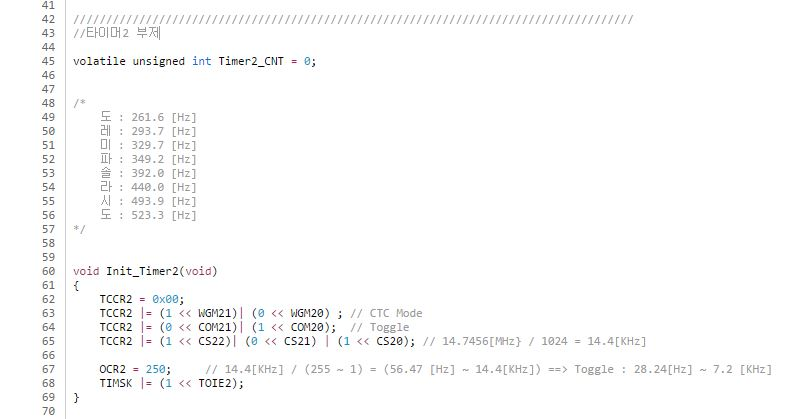 41
42 //////////////////////////////////////////////////////////////////////////////////////
43 //타이머2 부제
44
45 volatile unsigned int Timer2_CNT = 0;
46
47
48 /*
49 도 : 261.6 [Hz]
50 레 : 293.7 [Hz]
51 미 : 329.7 [Hz]
52 파 : 349.2 [Hz]
53 솔 : 392.0 [Hz]
54 라 : 440.0 [Hz]
55 시 : 493.9 [Hz]
56 도 : 523.3 [Hz]
57 */
58
59
60 void Init_Timer2(void)
61 {
62 TCCR2 = 0x00;
63 TCCR2 |= (1 << WGM21)| (0 << WGM20) ; // CTC Mode
64 TCCR2 |= (0 << COM21)| (1 << COM20);  // Toggle
65 TCCR2 |= (1 << CS22)| (0 << CS21) | (1 << CS20); // 14.7456[MHz} / 1024 = 14.4[KHz]
66
67 OCR2 = 250;     // 14.4[KHz] / (255 ~ 1) = (56.47 [Hz] ~ 14.4[KHz]) ==> Toggle : 28.24[Hz] ~ 7.2 [KHz]
68 TIMSK |= (1 << TOIE2);
69 }
70